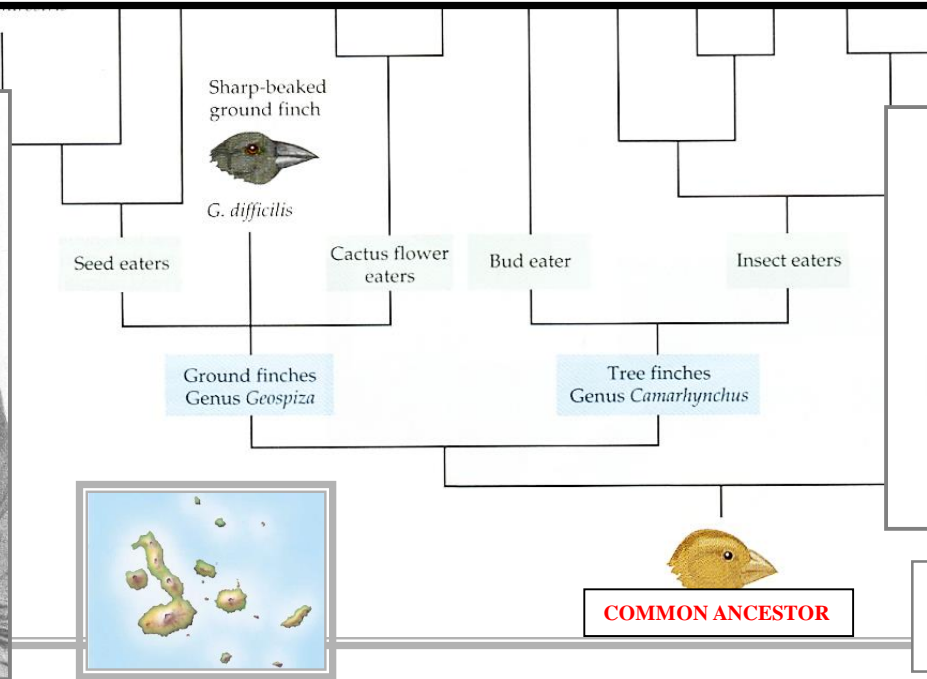 Sharp-beaked
ground finch
G. difficilis
Seed eaters
Cactus flower
eaters
Bud eater
Insect eaters
Ground finches
Genus Geospiza
Tree finches
Genus Camarhynchus
COMMON ANCESTOR